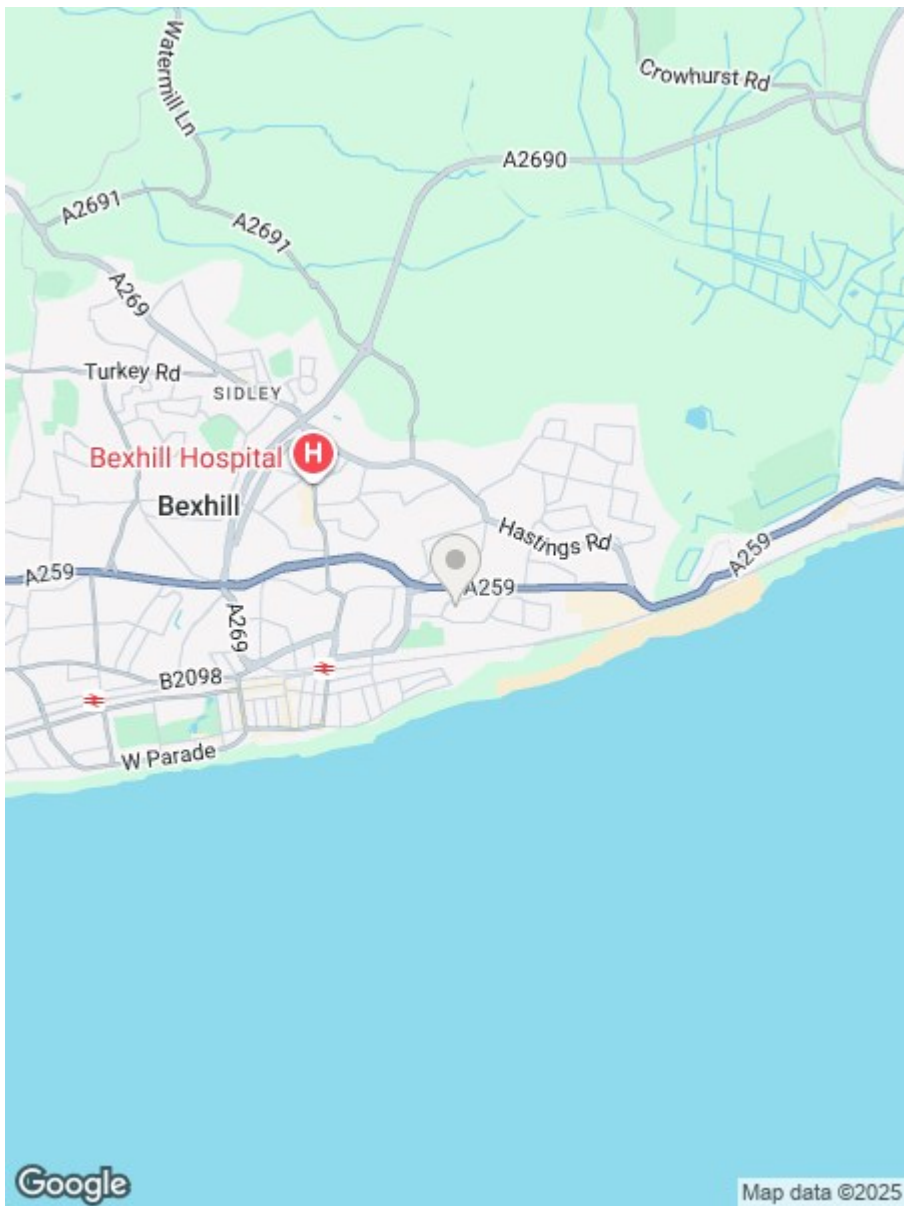 Watermill Ln
Crowhurst Rd
A2690
A2691
A2691
A269
Turkey Rd
SIDLEY
Bexhill Hospital
H
Bexhill
Hastings Rd
A259
A259
A259
A269
B2098
W Parade
Google
Map data ©2025